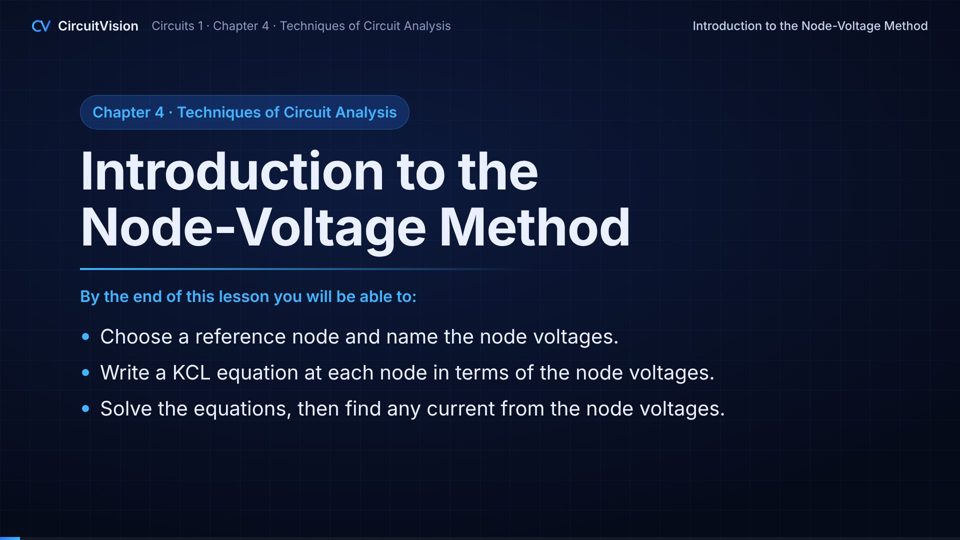 CV CircuitVision Circuits 1 · Chapter 4 · Techniques of Circuit Analysis
Introduction to the Node-Voltage Method
Chapter 4 · Techniques of Circuit Analysis
Introduction to the
Node-Voltage Method
By the end of this lesson you will be able to:
• Choose a reference node and name the node voltages.
• Write a KCL equation at each node in terms of the node voltages.
• Solve the equations, then find any current from the node voltages.